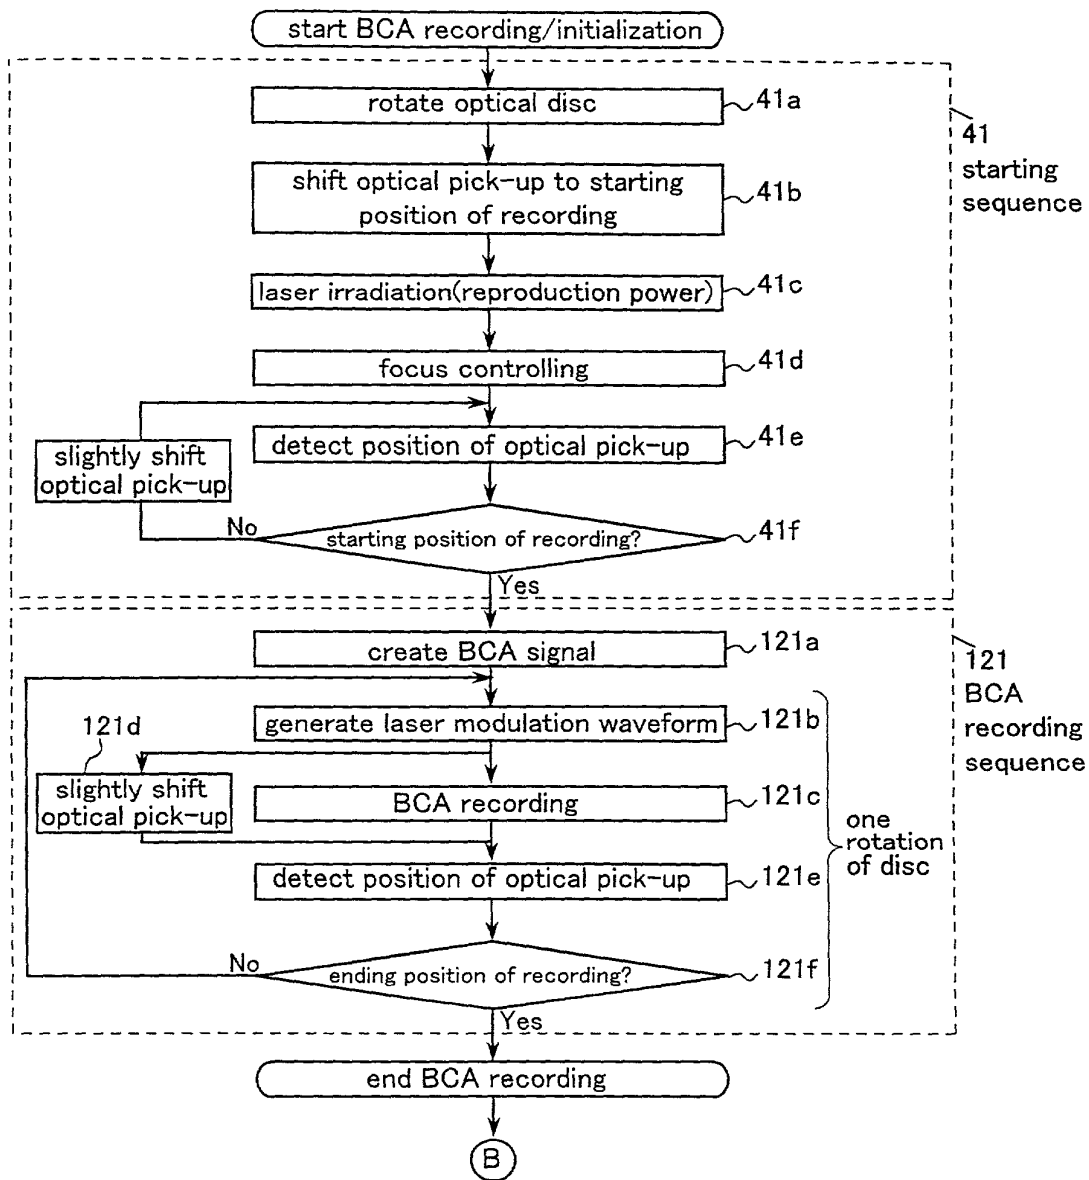 start BCA recording/initialization
rotate optical disc
41a
41
starting
sequence
shift optical pick-up to starting
position of recording
41b
laser irradiation(reproduction power)
41c
focus controlling
41d
detect position of optical pick-up
41e
slightly shift
optical pick-up
No
starting position of recording?
41f
Yes
create BCA signal
121a
121
BCA
recording
sequence
generate laser modulation waveform
121b
121d
slightly shift
optical pick-up
BCA recording
121c
one
rotation
of disc
detect position of optical pick-up
121e
No
ending position of recording?
121f
Yes
end BCA recording
B